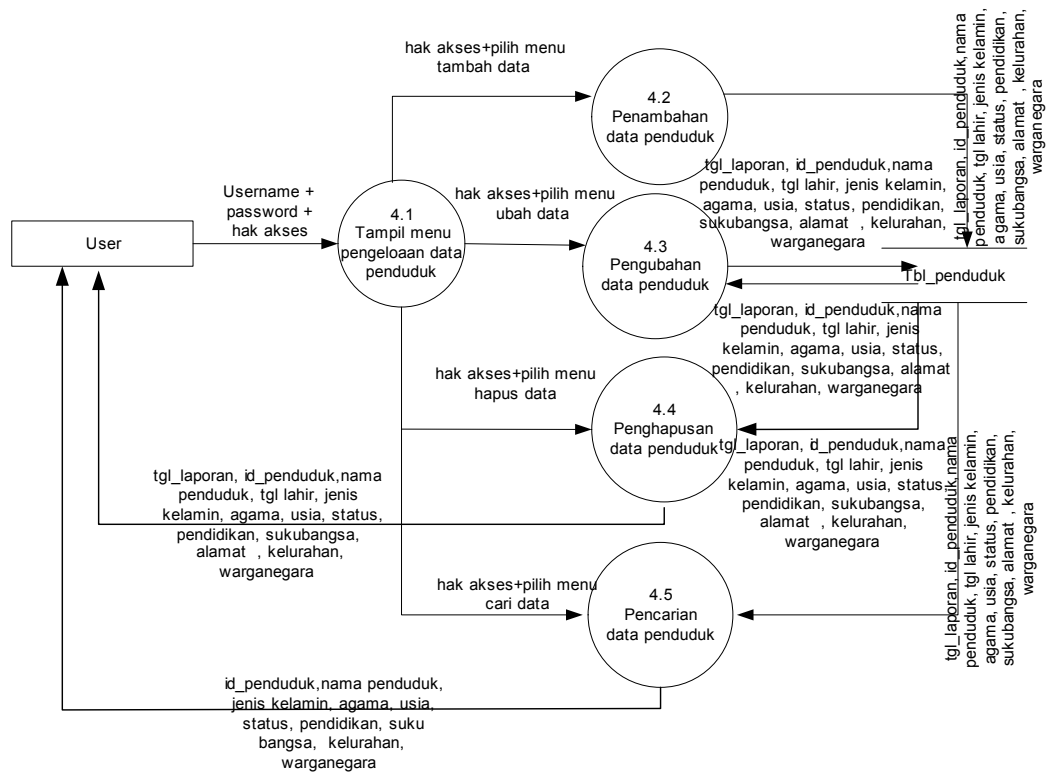 hak akses+pilih menu
tambah data
4.2
Penambahan
data penduduk
tgl_laporan, id_penduduk,nama
penduduk, tgl lahir, jenis kelamin,
agama, usia, status, pendidikan,
sukubangsa, alamat , kelurahan,
warganegara
tgl_laporan, id_penduduk,nama
penduduk, tgl lahir, jenis kelamin,
agama, usia, status, pendidikan,
sukubangsa, alamat , kelurahan,
warganegara
Username +
password +
hak akses
User
4.1
Tampil menu
pengeloaan data
penduduk
hak akses+pilih menu
ubah data
4.3
Pengubahan
data penduduk
Tbl_penduduk
tgl_laporan, id_penduduk,nama
penduduk, tgl lahir, jenis
kelamin, agama, usia, status,
pendidikan, sukubangsa, alamat
, kelurahan, warganegara
hak akses+pilih menu
hapus data
4.4
Penghapusan
data penduduk
tgl_laporan, id_penduduk,nama
penduduk, tgl lahir, jenis
kelamin, agama, usia, status,
pendidikan, sukubangsa,
alamat , kelurahan,
warganegara
tgl_laporan, id_penduduk,nama
penduduk, tgl lahir, jenis kelamin,
agama, usia, status, pendidikan,
sukubangsa, alamat , kelurahan,
warganegara
tgl_laporan, id_penduduk,nama
penduduk, tgl lahir, jenis
kelamin, agama, usia, status,
pendidikan, sukubangsa,
alamat , kelurahan,
warganegara
hak akses+pilih menu
cari data
4.5
Pencarian
data penduduk
id_penduduk,nama penduduk,
jenis kelamin, agama, usia,
status, pendidikan, suku
bangsa, kelurahan,
warganegara